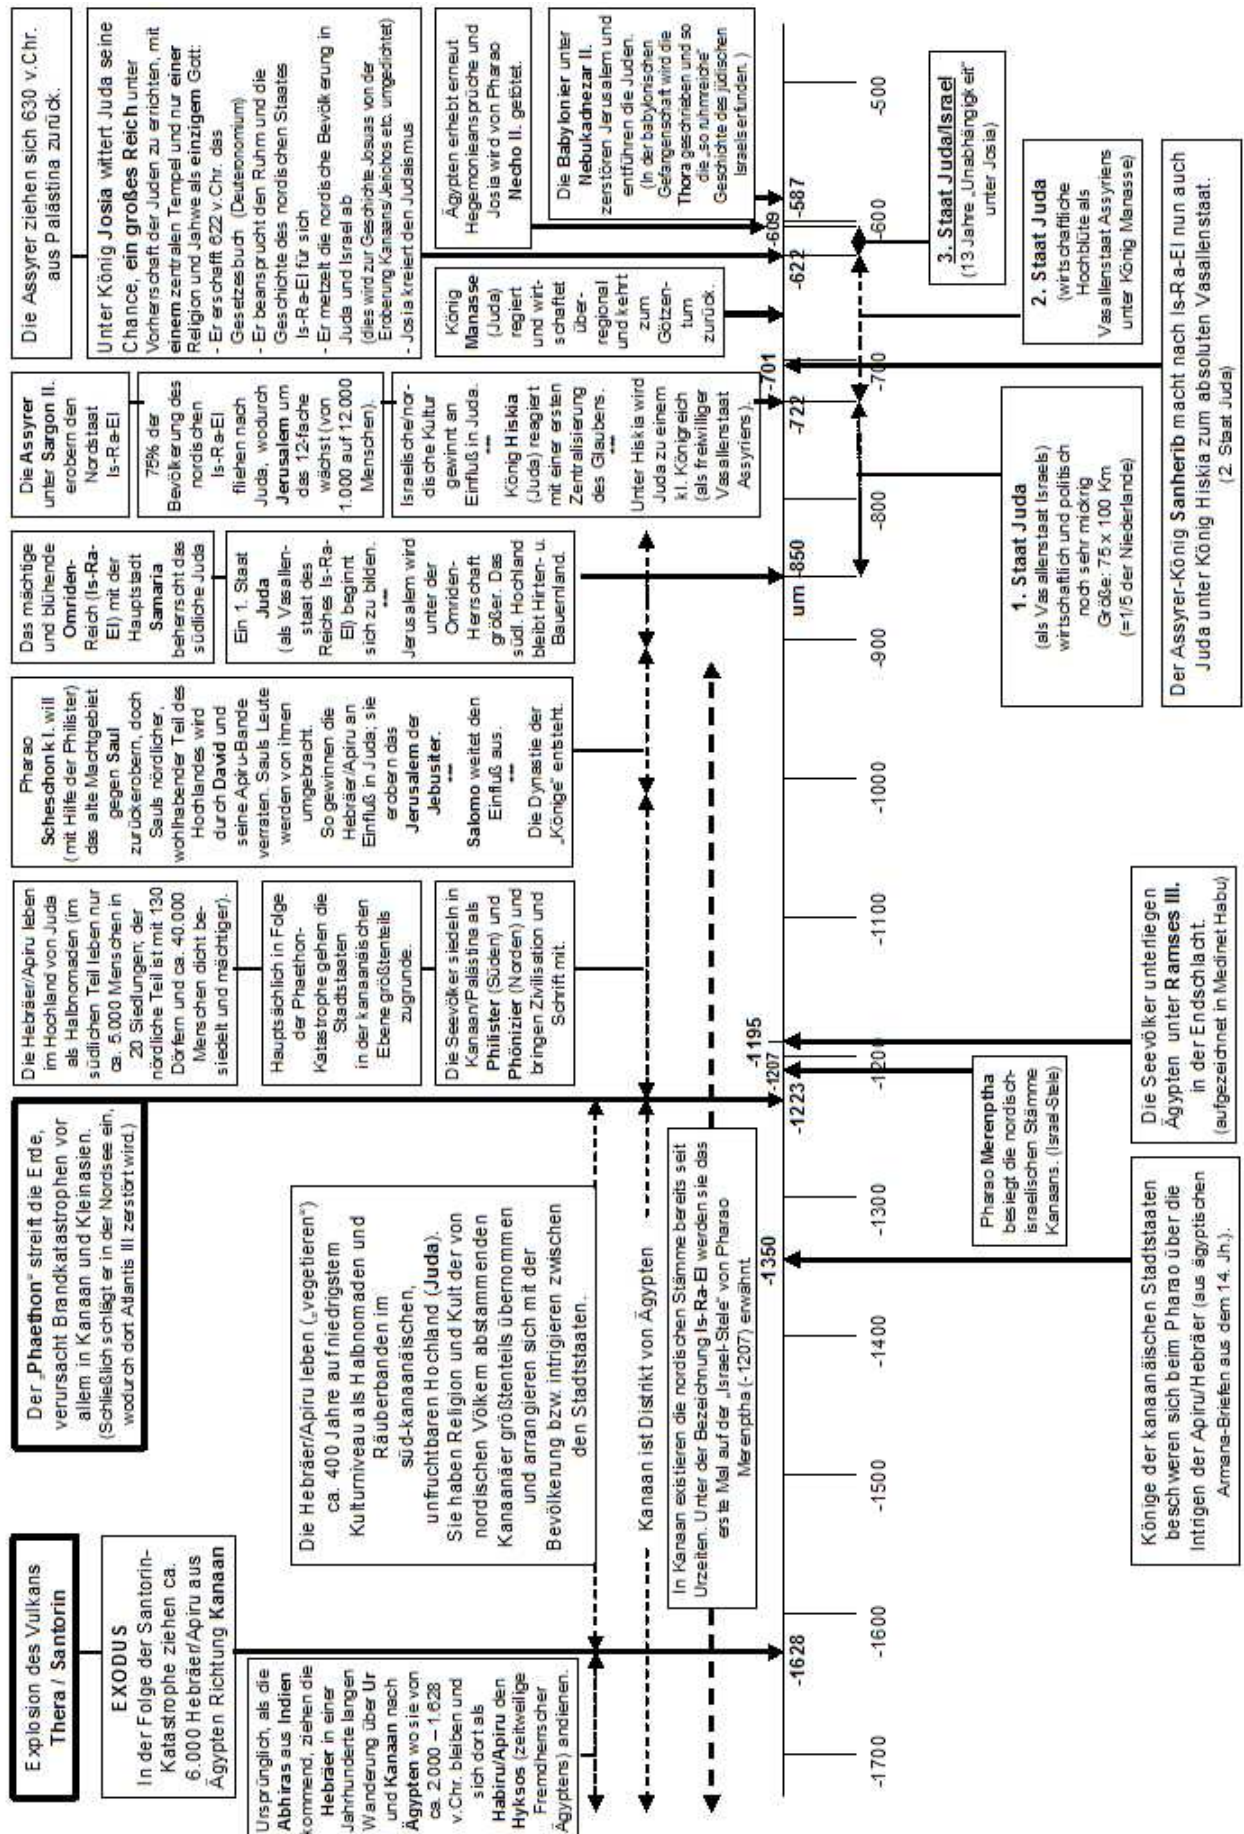 Explosion des Vulkans
Thera / Santorin
EXODUS
In der Folge der Santorin-
Katastrophe ziehen ca.
6.000 Hebräer/Apiru aus
Ägypten Richtung Kanaan
Ursprünglich, als die
Abhiras aus Indien
kommend, ziehen die
Hebräer in einer
Jahrhunderte langen
Wanderung über Ur
und Kanaan nach
Ägypten wo sie von
ca. 2.000 – 1.628
v.Chr. bleiben und
sich dort als
Habiru/Apiru den
Hyksos (zeitweilige
Fremdherrscher
Ägyptens) andienen.
Der „Phaethon“ streift die Erde,
verursacht Brandkatastrophen vor
allem in Kanaan und Kleinasien.
(Schließlich schlägt er in der Nordsee ein,
wodurch dort Atlantis III zerstört wird.)
Die Hebräer/Apiru leben („vegetieren“)
ca. 400 Jahre auf niedrigstem
Kulturniveau als Halbnomaden und
Räuberbanden im
süd-kanaanäischen,
unfruchtbaren Hochland (Juda).
Sie haben Religion und Kult der von
nordischen Völkern abstammenden
Kanaanäer größtenteils übernommen
und arrangieren sich mit der
Bevölkerung bzw. intrigieren zwischen
den Stadtstaaten.
Kanaan ist Distrikt von Ägypten
In Kanaan existieren die nordischen Stämme bereits seit
Urzeiten. Unter der Bezeichnung Is-Ra-El werden sie das
erste Mal auf der „Israel-Stele“ von Pharao
Merenptha (-1207) erwähnt.
Die Hebräer/Apiru leben
im Hochland von Juda
als Halbnomaden (im
südlichen Teil leben nur
ca. 5.000 Menschen in
20 Siedlungen; der
nördliche Teil ist mit 130
Dörfern und ca. 40.000
Menschen dicht be-
siedelt und mächtiger).
Hauptsächlich in Folge
der Phaethon-
Katastrophe gehen die
Stadtstaaten
in der kanaanäischen
Ebene größtenteils
zugrunde.
Die Seevölker siedeln in
Kanaan/Palästina als
Philister (Süden) und
Phönizier (Norden) und
bringen Zivilisation und
Schrift mit.
Pharao
Scheschonk I. will
(mit Hilfe der Philister)
das alte Machtgebiet
gegen Saul
zurückerobern, doch
Sauls nördlicher,
wohlhabender Teil des
Hochlandes wird
durch David und
seine Apiru-Bande
verraten. Sauls Leute
werden von ihnen
umgebracht.
So gewinnen die
Hebräer/Apiru an
Einfluß in Juda; sie
erobern das
Jerusalem der
Jebusiter.
***
Salomo weitet den
Einfluß aus.
***
Die Dynastie der
„Könige“ entsteht.
Das mächtige
und blühende
Omriden-
Reich (Is-Ra-
El) mit der
Hauptstadt
Samaria
beherrscht das
südliche Juda
Ein 1. Staat
Juda
(als Vasallen-
staat des
Reiches Is-Ra-
El) beginnt
sich zu bilden.
***
Jerusalem wird
unter der
Omriden-
Herrschaft
größer. Das
südl. Hochland
bleibt Hirten- u.
Bauernland.
Die Assyrer
unter Sargon II.
erobern den
Nordstaat
Is-Ra-El
75% der
Bevölkerung des
nordischen
Is-Ra-El
fliehen nach
Juda, wodurch
Jerusalem um
das 12-fache
wächst (von
1.000 auf 12.000
Menschen).
Israelische/nor-
dische Kultur
gewinnt an
Einfluß in Juda.
***
König Hiskia
(Juda) reagiert
mit einer ersten
Zentralisierung
des Glaubens.
***
Unter Hiskia wird
Juda zu einem
kl. Königreich
(als freiwilliger
Vasallenstaat
Assyriens).
Die Assyrer ziehen sich 630 v.Chr.
aus Palästina zurück.
Unter König Josia wittert Juda seine
Chance, ein großes Reich unter
Vorherrschaft der Juden zu errichten, mit
einem zentralen Tempel und nur einer
Religion und Jahwe als einzigem Gott:
- Er erschafft 622 v.Chr. das
Gesetzesbuch (Deuteronomium)
- Er beansprucht den Ruhm und die
Geschichte des nordischen Staates
Is-Ra-El für sich
- Er metzelt die nordische Bevölkerung in
Juda und Israel ab
(dies wird zur Geschichte Josuas von der
Eroberung Kanaans/Jerichos etc. umgedichtet)
- Josia kreiert den Judaismus
König
Manasse
(Juda)
regiert
und wirt-
schaftet
über-
regional
und kehrt
zum
Götzen-
tum
zurück.
Ägypten erhebt erneut
Hegemonieansprüche und
Josia wird von Pharao
Necho II. getötet.
Die Babylonier unter
Nebukadnezar II.
zerstören Jerusalem und
entführen die Juden.
(In der babylonischen
Gefangenschaft wird die
Thora geschrieben und so
die „so ruhmreiche“
Geschichte des jüdischen
Israels erfunden.)
-1628
-1350
-1223
-1207
-1195
um -850
-722
-701
-622
-609
-587
-1700
-1600
-1500
-1400
-1300
-1200
-1100
-1000
-900
-800
-700
-600
-500
Könige der kanaanäischen Stadtstaaten
beschweren sich beim Pharao über die
Intrigen der Apiru/Hebräer (aus ägyptischen
Armana-Briefen aus dem 14. Jh.).
Pharao Merenptha
besiegt die nordisch-
israelischen Stämme
Kanaans. (Israel-Stele)
Die Seevölker unterliegen
Ägypten unter Ramses III.
in der Endschlacht.
(aufgezeichnet in Medinet Habu)
1. Staat Juda
(als Vasallenstaat Israels)
wirtschaftlich und politisch
noch sehr mickrig
Größe: 75 x 100 Km
(=1/5 der Niederlande)
Der Assyrer-König Sanherib macht nach Is-Ra-El nun auch
Juda unter König Hiskia zum absoluten Vasallenstaat.
(2. Staat Juda)
2. Staat Juda
(wirtschaftliche
Hochblüte als
Vasallenstaat Assyriens
unter König Manasse)
3. Staat Juda/Israel
(13 Jahre „Unabhängigkeit“
unter Josia)